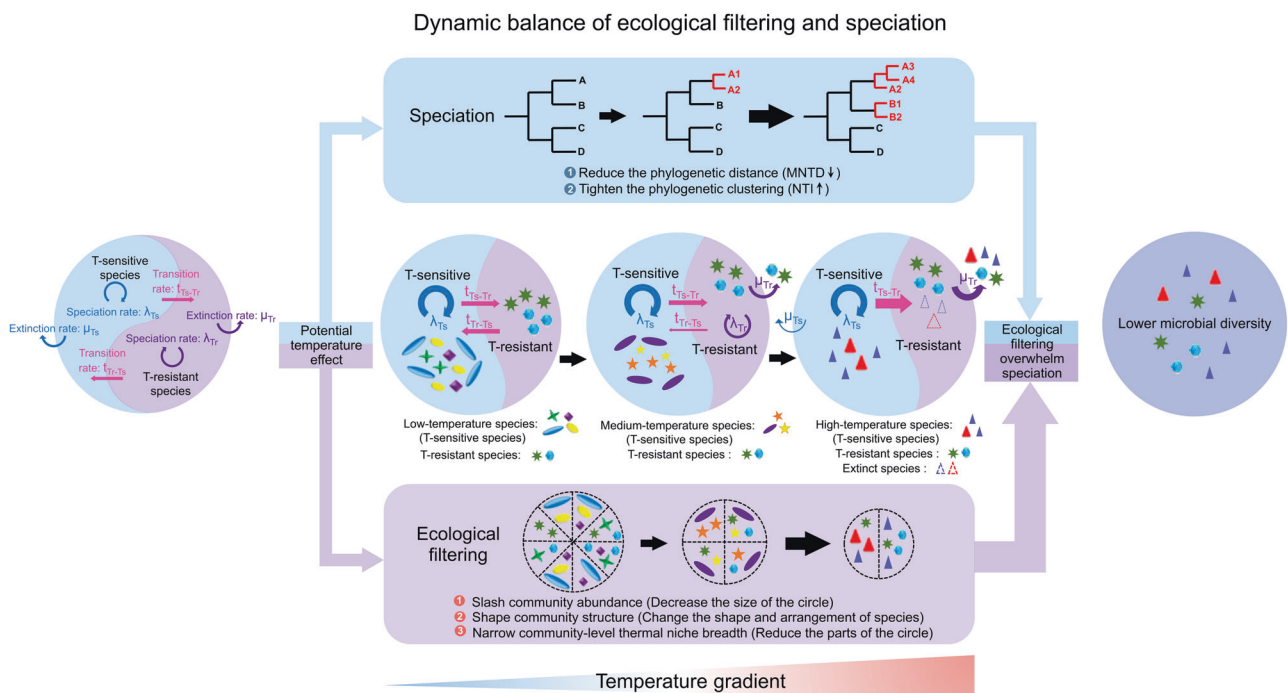 Dynamic balance of ecological filtering and speciation
Speciation
A
B
C
D
A1
A2
B
C
D
A3
A4
A2
B1
B2
C
D
1 Reduce the phylogenetic distance (MNTD↓)
2 Tighten the phylogenetic clustering (NTI↑)
T-sensitive
species
Transition
rate: tTs-Tr
Speciation rate: λTs
Extinction rate: μTr
Extinction rate: μTs
Speciation rate: λTr
Transition
rate: tTr-Ts
T-resistant
species
Potential
temperature
effect
T-sensitive
tTs-Tr
λTs
tTr-Ts
T-resistant
T-sensitive
tTs-Tr
μTr
λTs
tTr-Ts
λTr
T-resistant
μTs
T-sensitive
tTs-Tr
μTr
λTs
T-resistant
Low-temperature species:
(T-sensitive species)
T-resistant species:
Medium-temperature species:
(T-sensitive species)
T-resistant species :
High-temperature species:
(T-sensitive species)
T-resistant species :
Extinct species :
Ecological
filtering
overwhelm
speciation
Lower microbial diversity
Ecological
filtering
1 Slash community abundance (Decrease the size of the circle)
2 Shape community structure (Change the shape and arrangement of species)
3 Narrow community-level thermal niche breadth (Reduce the parts of the circle)
Temperature gradient